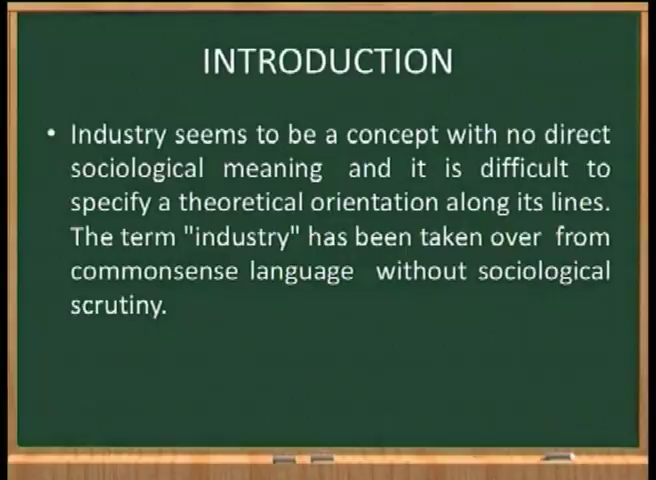 INTRODUCTION
• Industry seems to be a concept with no direct
sociological meaning and it is difficult to
specify a theoretical orientation along its lines.
The term "industry" has been taken over from
commonsense language without sociological
scrutiny.